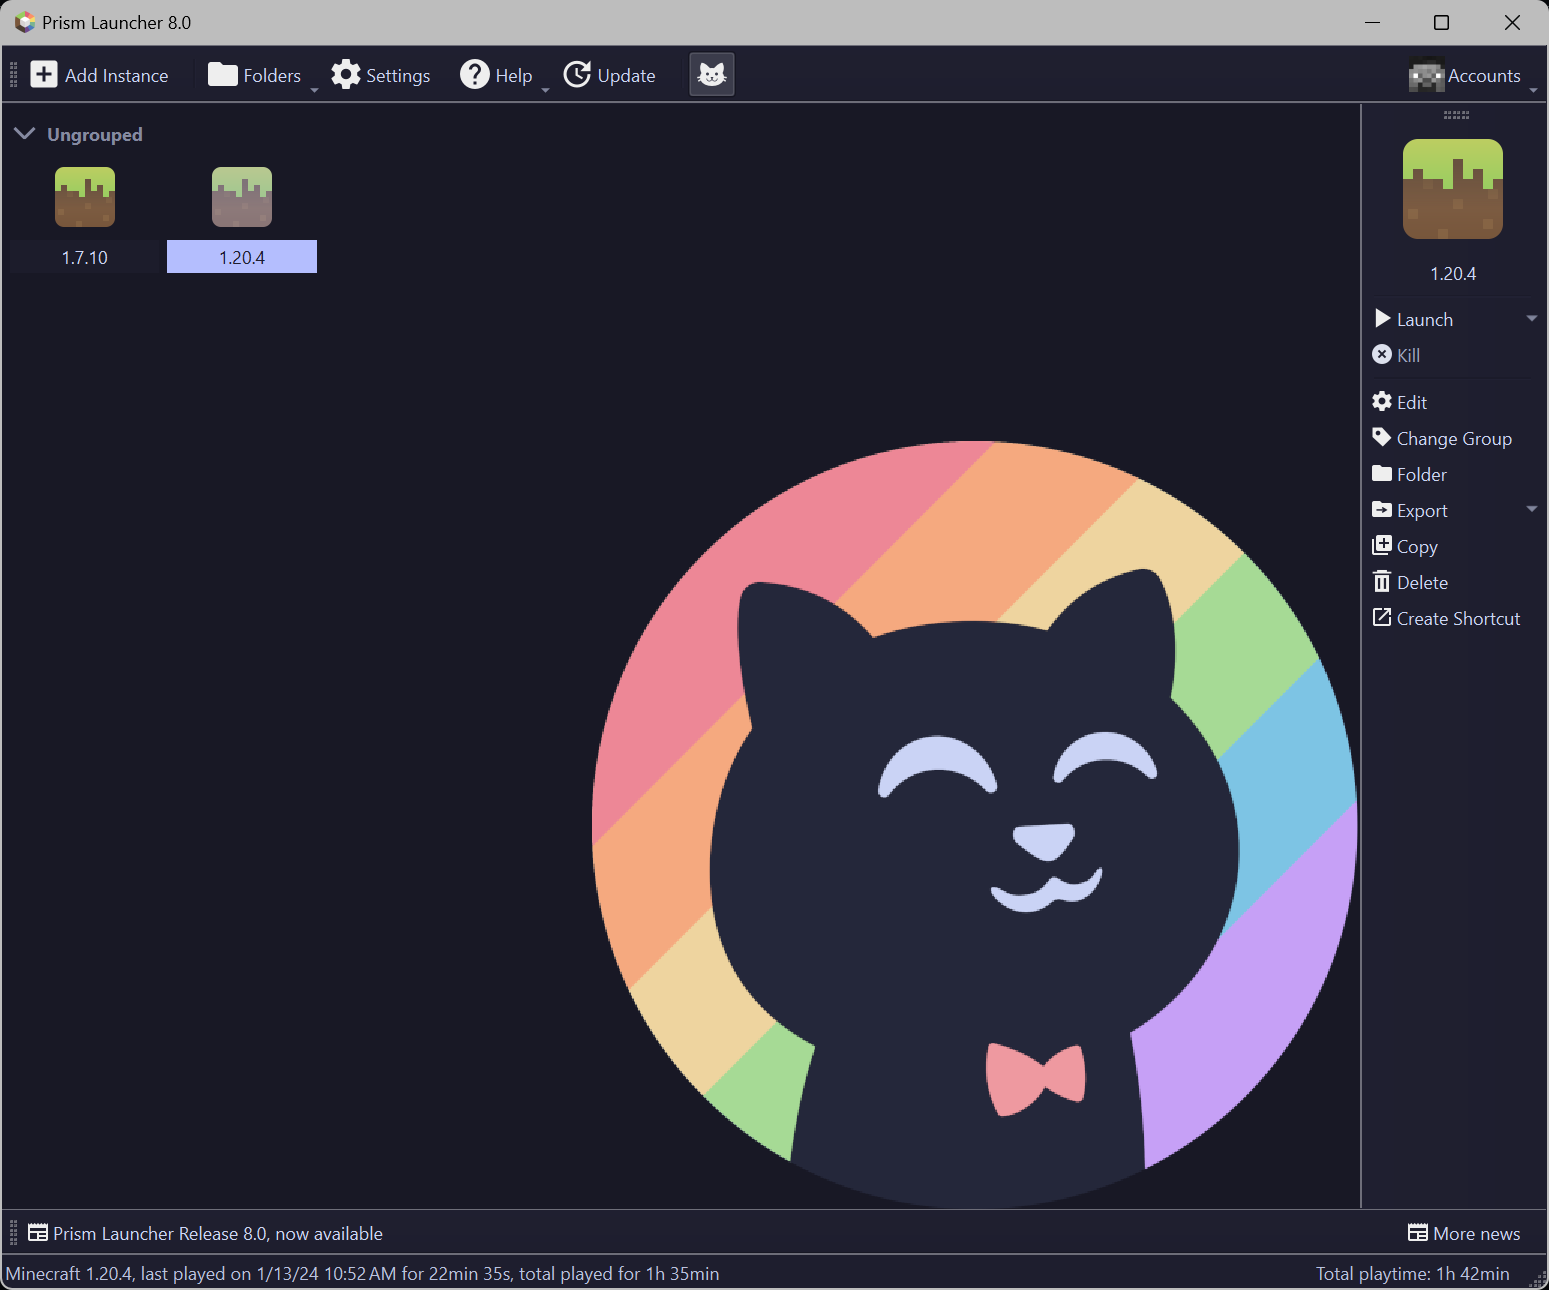 Prism Launcher 8.0
Add Instance
Folders
Settings
Help
Update
Accounts
Ungrouped
1.7.10
1.20.4
1.20.4
Launch
Kill
Edit
Change Group
Folder
Export
Copy
Delete
Create Shortcut
Prism Launcher Release 8.0, now available
More news
Minecraft 1.20.4, last played on 1/13/24 10:52 AM for 22min 35s, total played for 1h 35min
Total playtime: 1h 42min